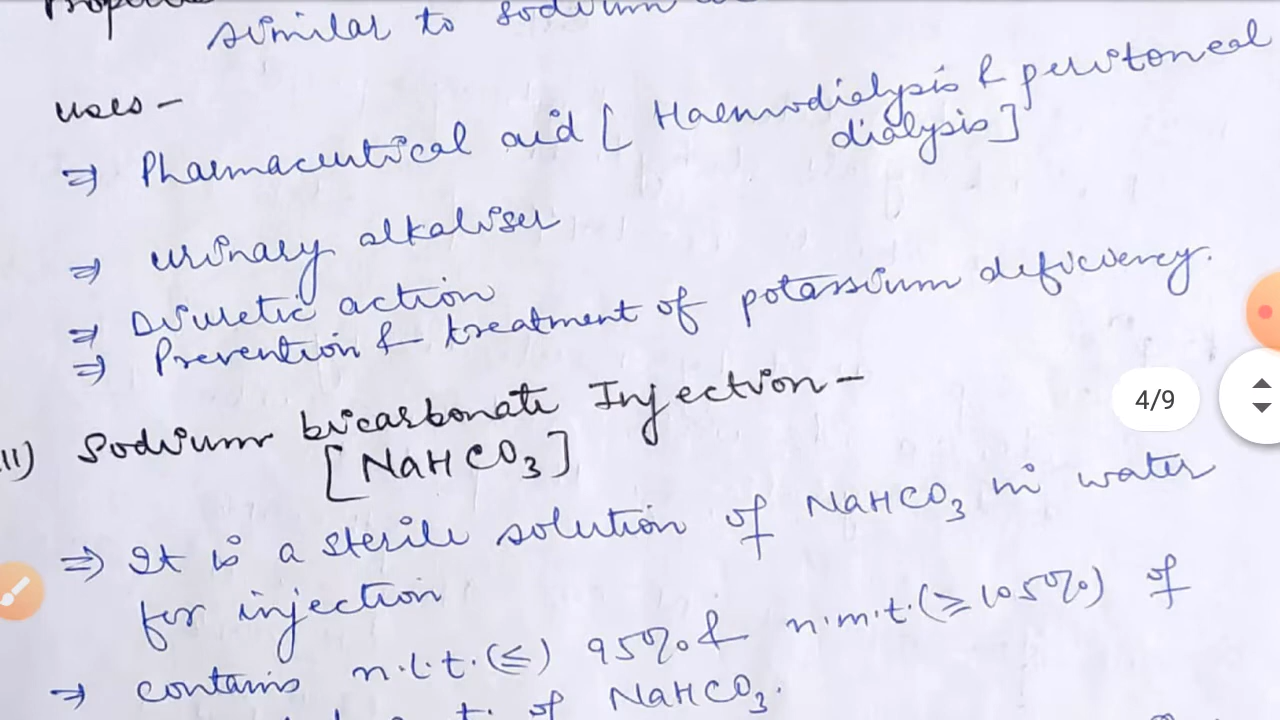 similar to sodium
uses -
⇒ Pharmaceutical aid [ Haemodialysis & peritoneal
dialysis]
⇒ urinary alkaliser
⇒ Diuretic action
⇒ Prevention & treatment of potassium deficiency.
II) Sodium bicarbonate Injection -
[NaHCO₃]
4/9
⇒ It is a sterile solution of NaHCO₃ in water
for injection
⇒ contains n.l.t.(≤) 95% & n.m.t.(≥105%) of
of NaHCO₃.